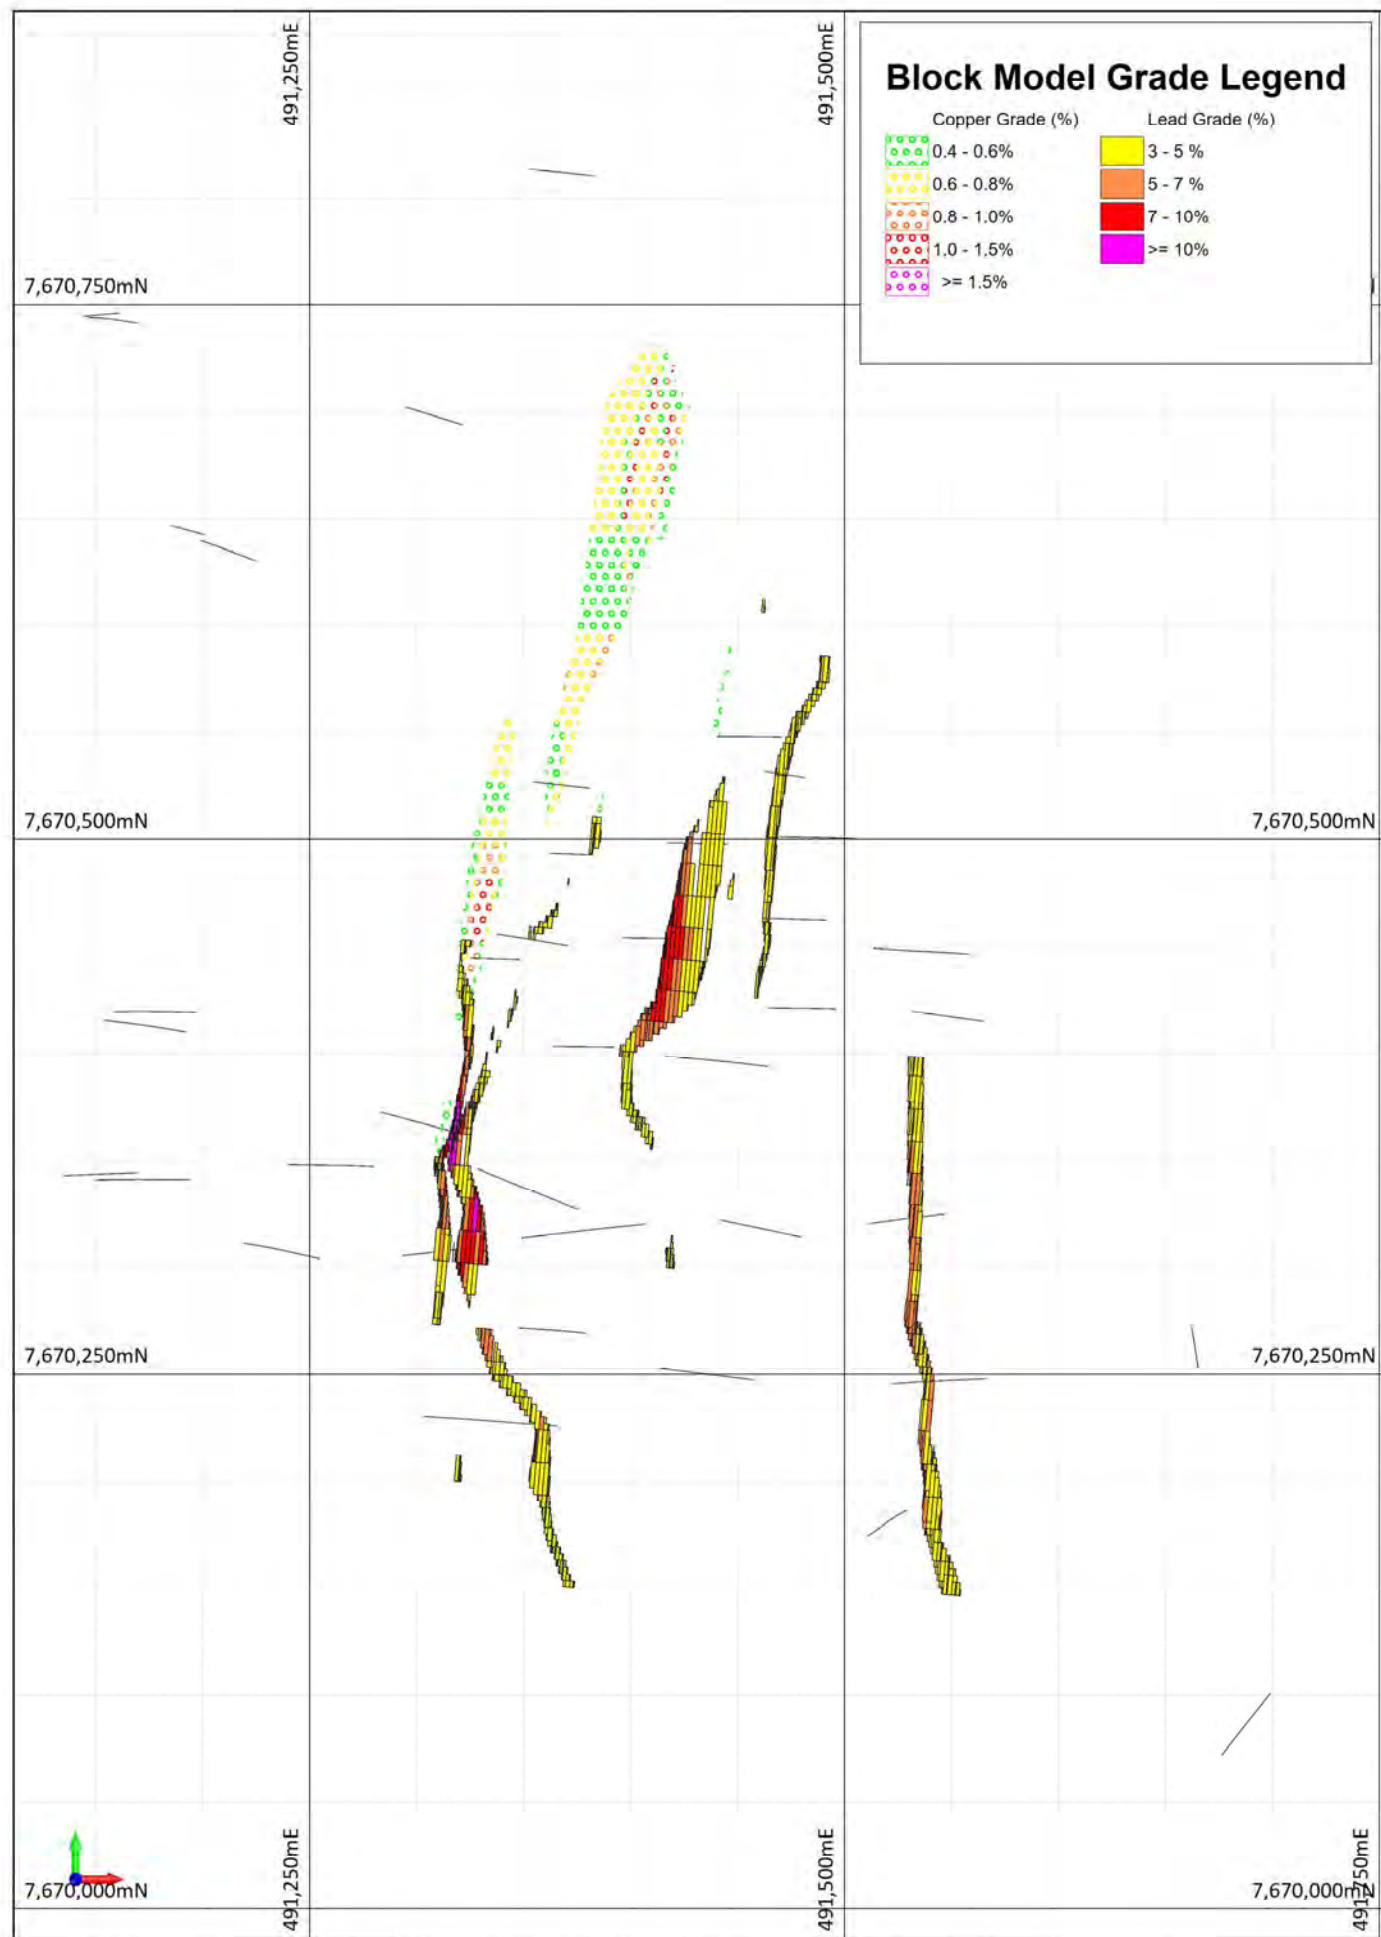 491,250mE
491,500mE
Block Model Grade Legend
Copper Grade (%) Lead Grade (%)
0.4 - 0.6% 3 - 5 %
0.6 - 0.8% 5 - 7 %
0.8 - 1.0% 7 - 10%
1.0 - 1.5% >= 10%
>= 1.5%
7,670,750mN
7,670,500mN 7,670,500mN
7,670,250mN 7,670,250mN
491,250mE
491,500mE
491,750mE
7,670,000mN 7,670,000mN